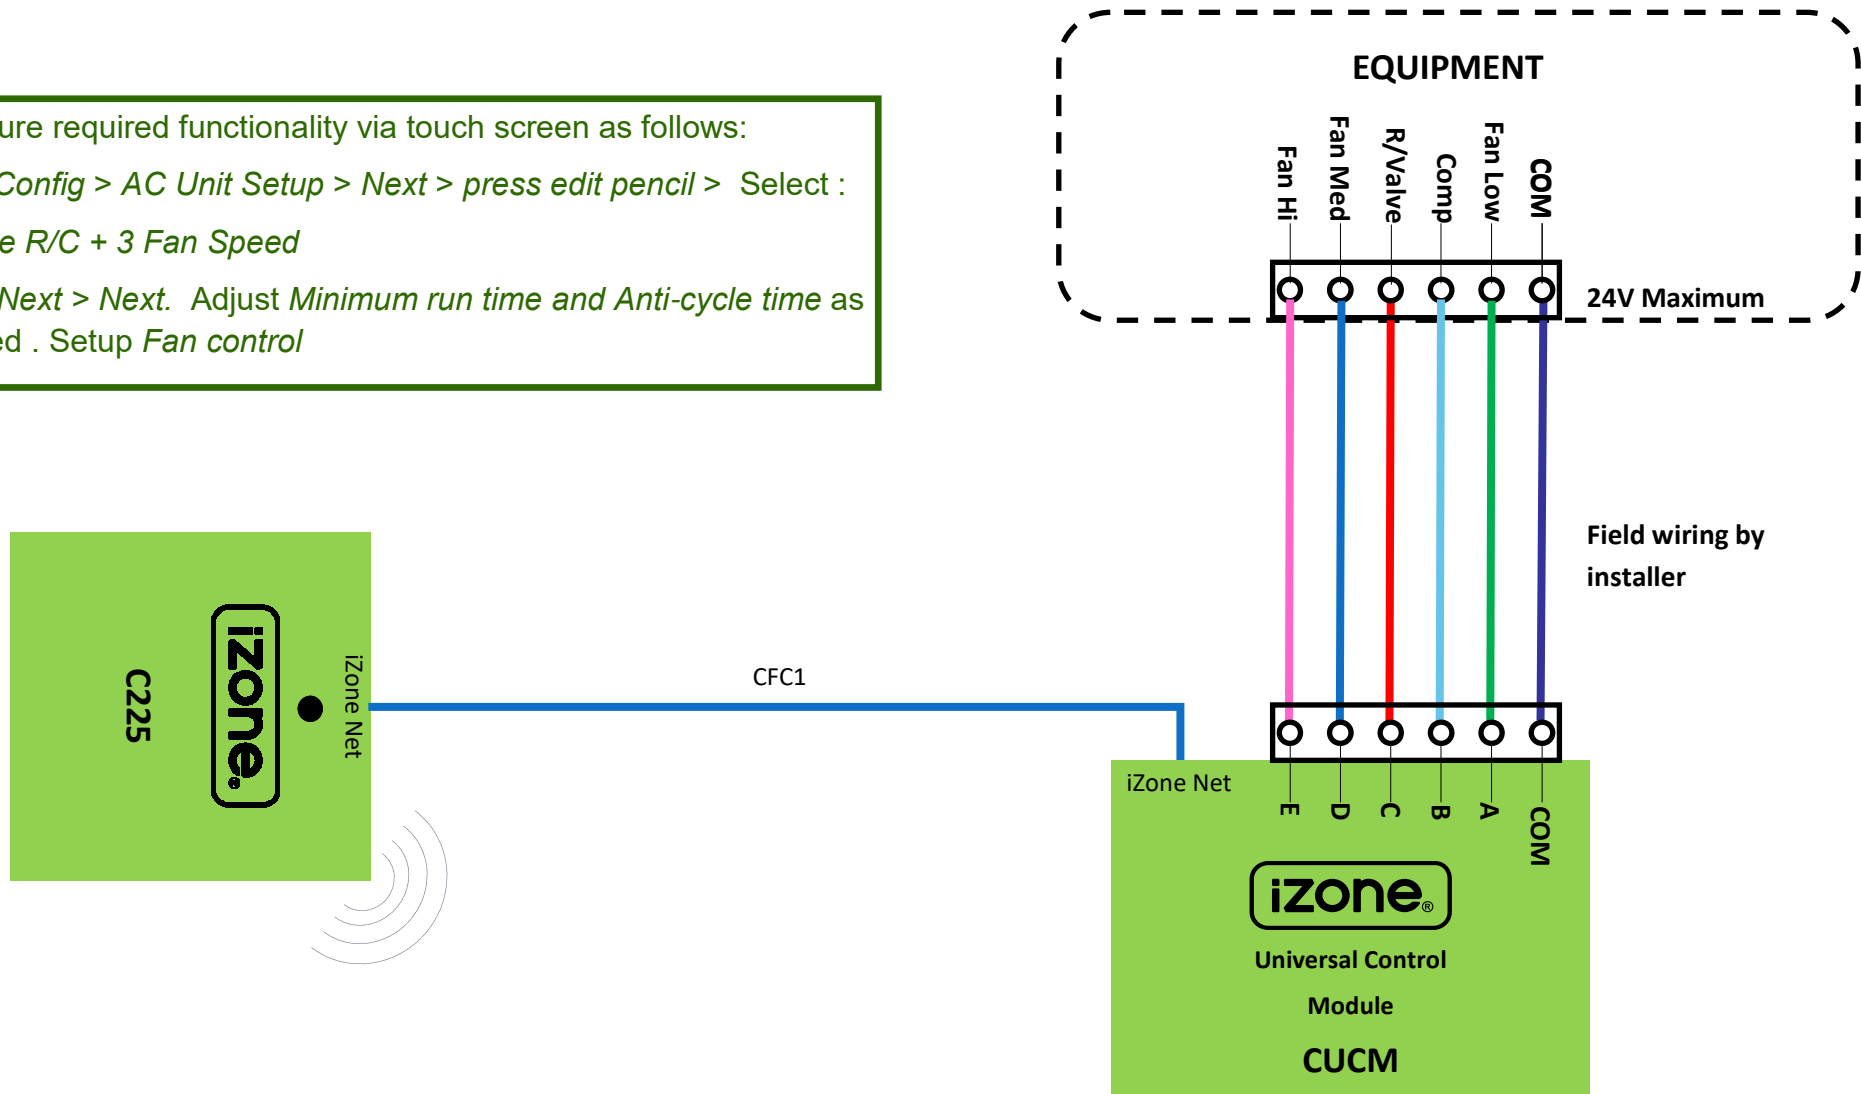 EQUIPMENT
Fan Hi
Fan Med
R/Valve
Comp
Fan Low
COM
24V Maximum
ure required functionality via touch screen as follows:
Config > AC Unit Setup > Next > press edit pencil > Select :
e R/C + 3 Fan Speed
Next > Next. Adjust Minimum run time and Anti-cycle time as
ed . Setup Fan control
Field wiring by
installer
C225
izone®
iZone Net
CFC1
iZone Net
E
D
C
B
A
COM
izone®
Universal Control
Module
CUCM